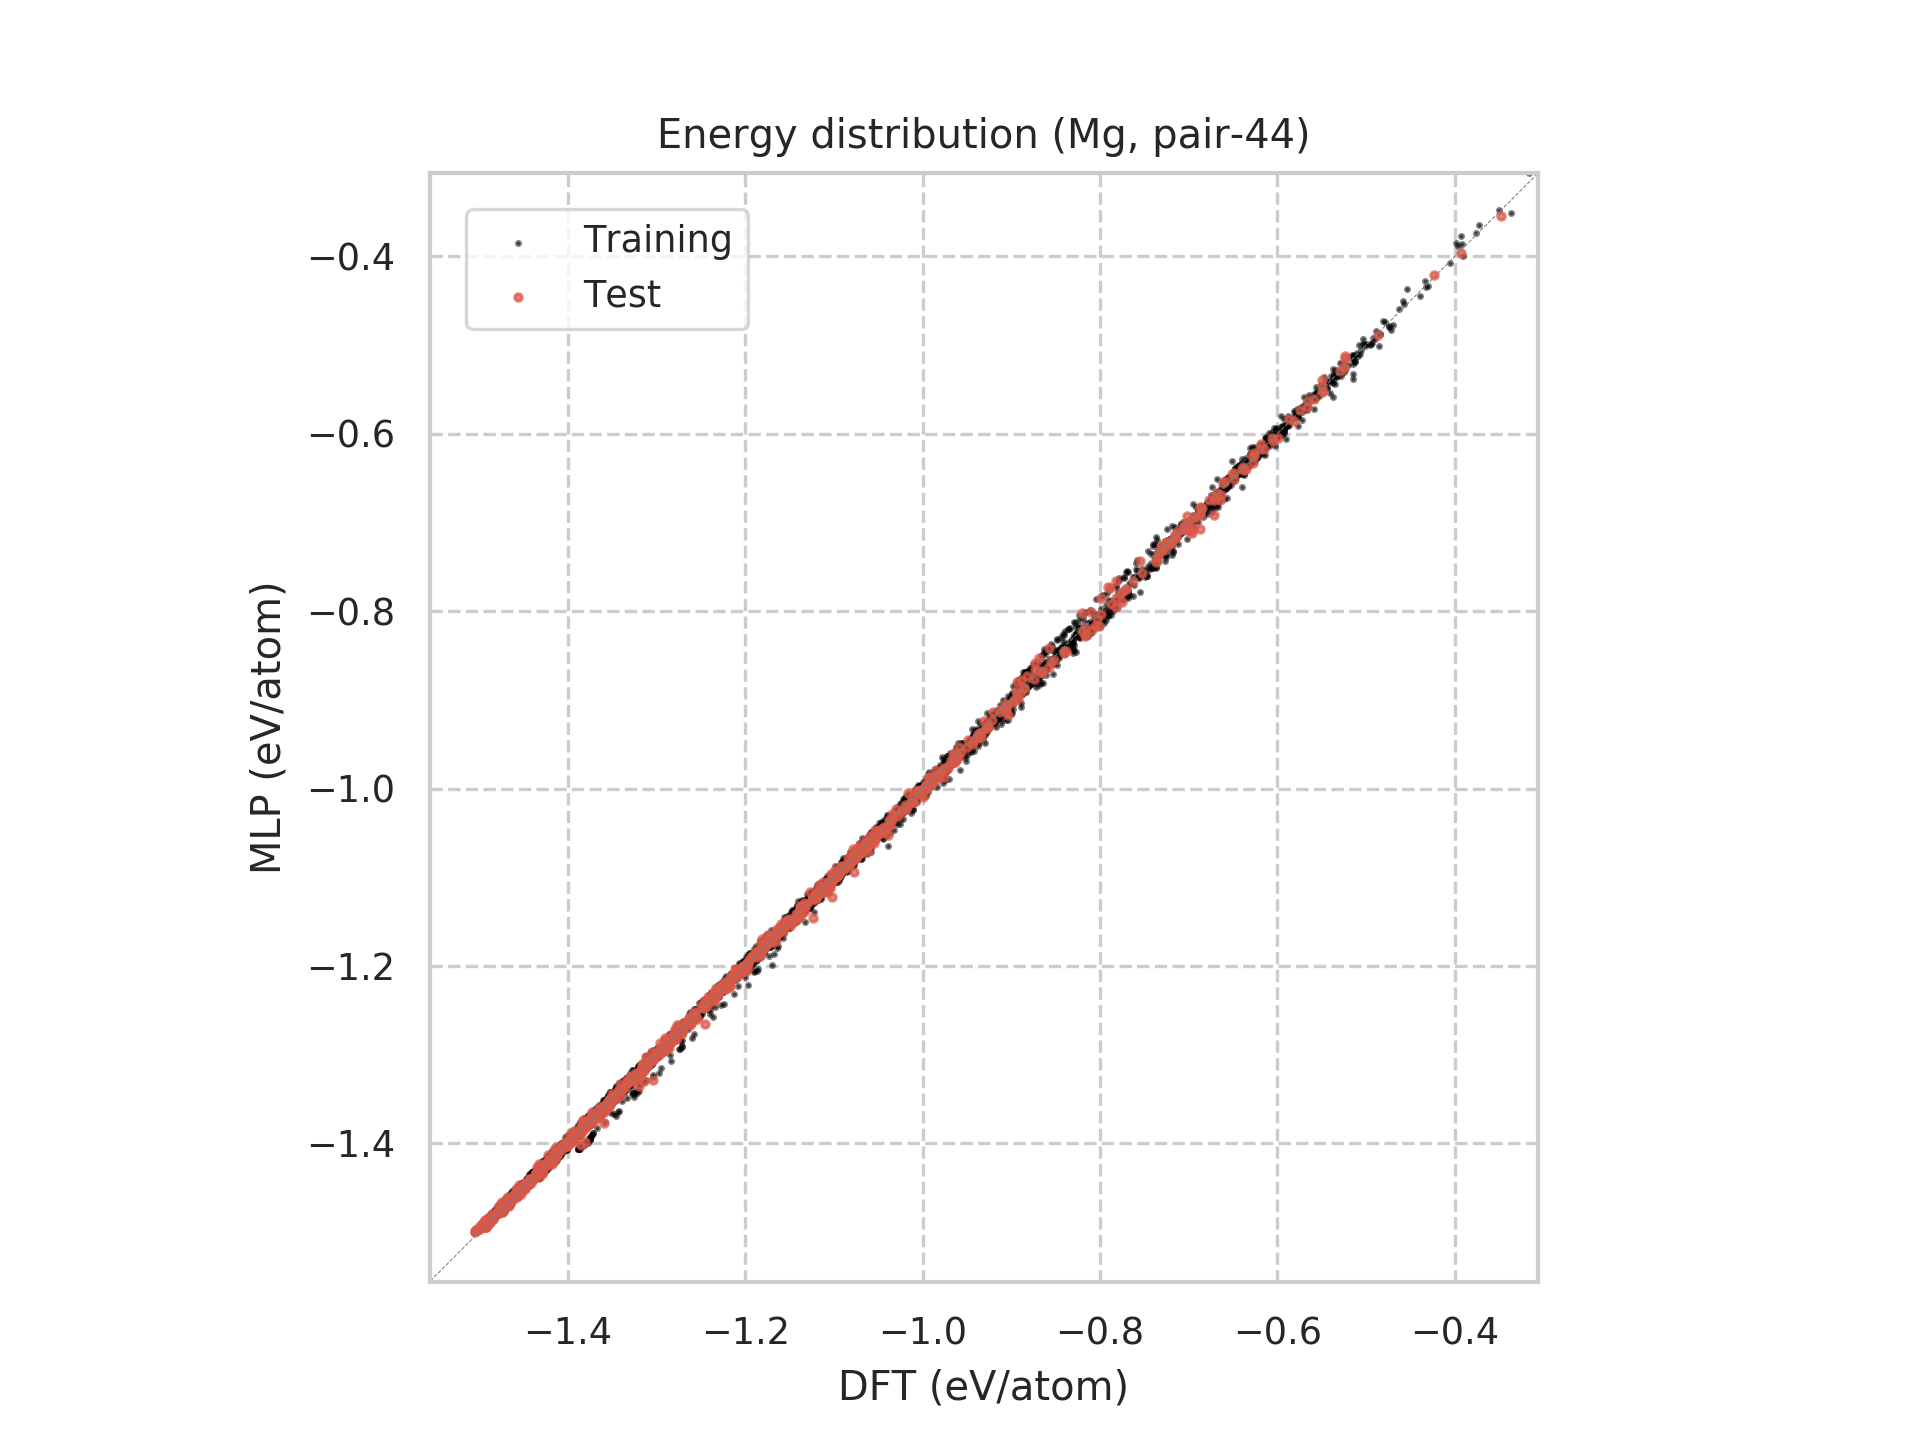 Energy distribution (Mg, pair-44)
Training
Test
−0.4
−0.6
−0.8
−1.0
−1.2
−1.4
MLP (eV/atom)
−1.4 −1.2 −1.0 −0.8 −0.6 −0.4
DFT (eV/atom)